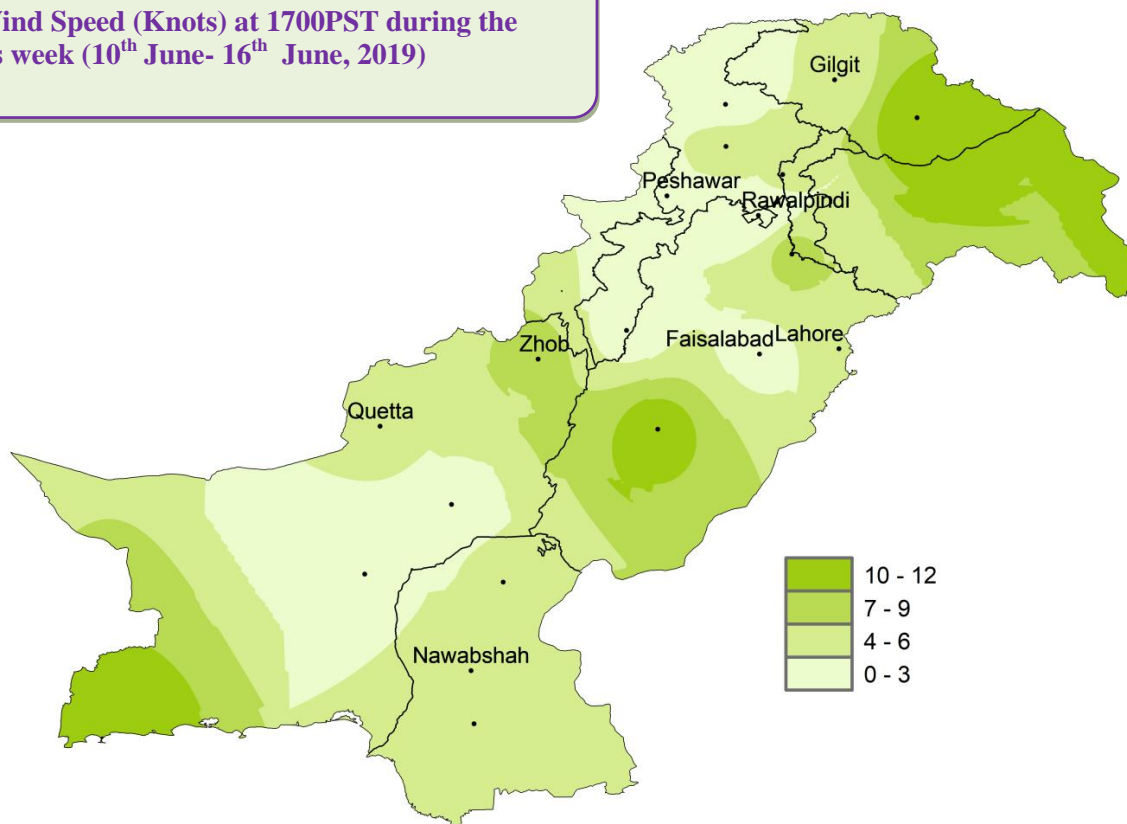 Wind Speed (Knots) at 1700PST during the
week (10th June- 16th June, 2019)
Gilgit
Peshawar
Rawalpindi
Zhob
Faisalabad
Lahore
Quetta
Nawabshah
10 - 12
7 - 9
4 - 6
0 - 3